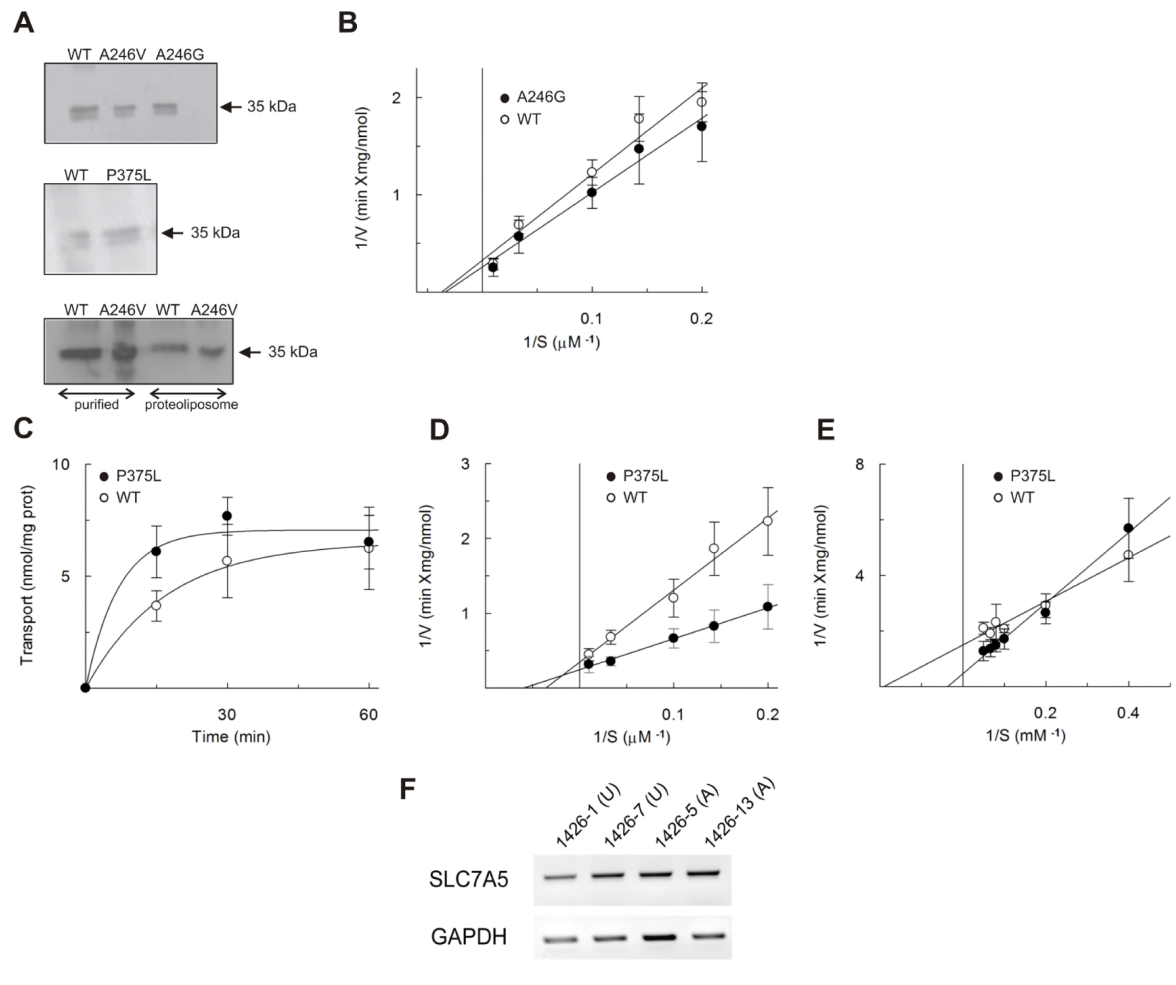 A
WT A246V A246G
35 kDa
WT P375L
35 kDa
WT A246V WT A246V
35 kDa
purified proteoliposome
B
A246G
WT
2
1
0.1 0.2
1/V (min Xmg/nmol)
1/S (μM -1)
C
10
P375L
WT
5
30 60
Transport (nmol/mg prot)
Time (min)
D
3
P375L
WT
2
1
0.1 0.2
1/V (min Xmg/nmol)
1/S (μM -1)
E
8
P375L
WT
4
0.2 0.4
1/V (min Xmg/nmol)
1/S (mM -1)
F
1426-1 (U)
1426-7 (U)
1426-5 (A)
1426-13 (A)
SLC7A5
GAPDH